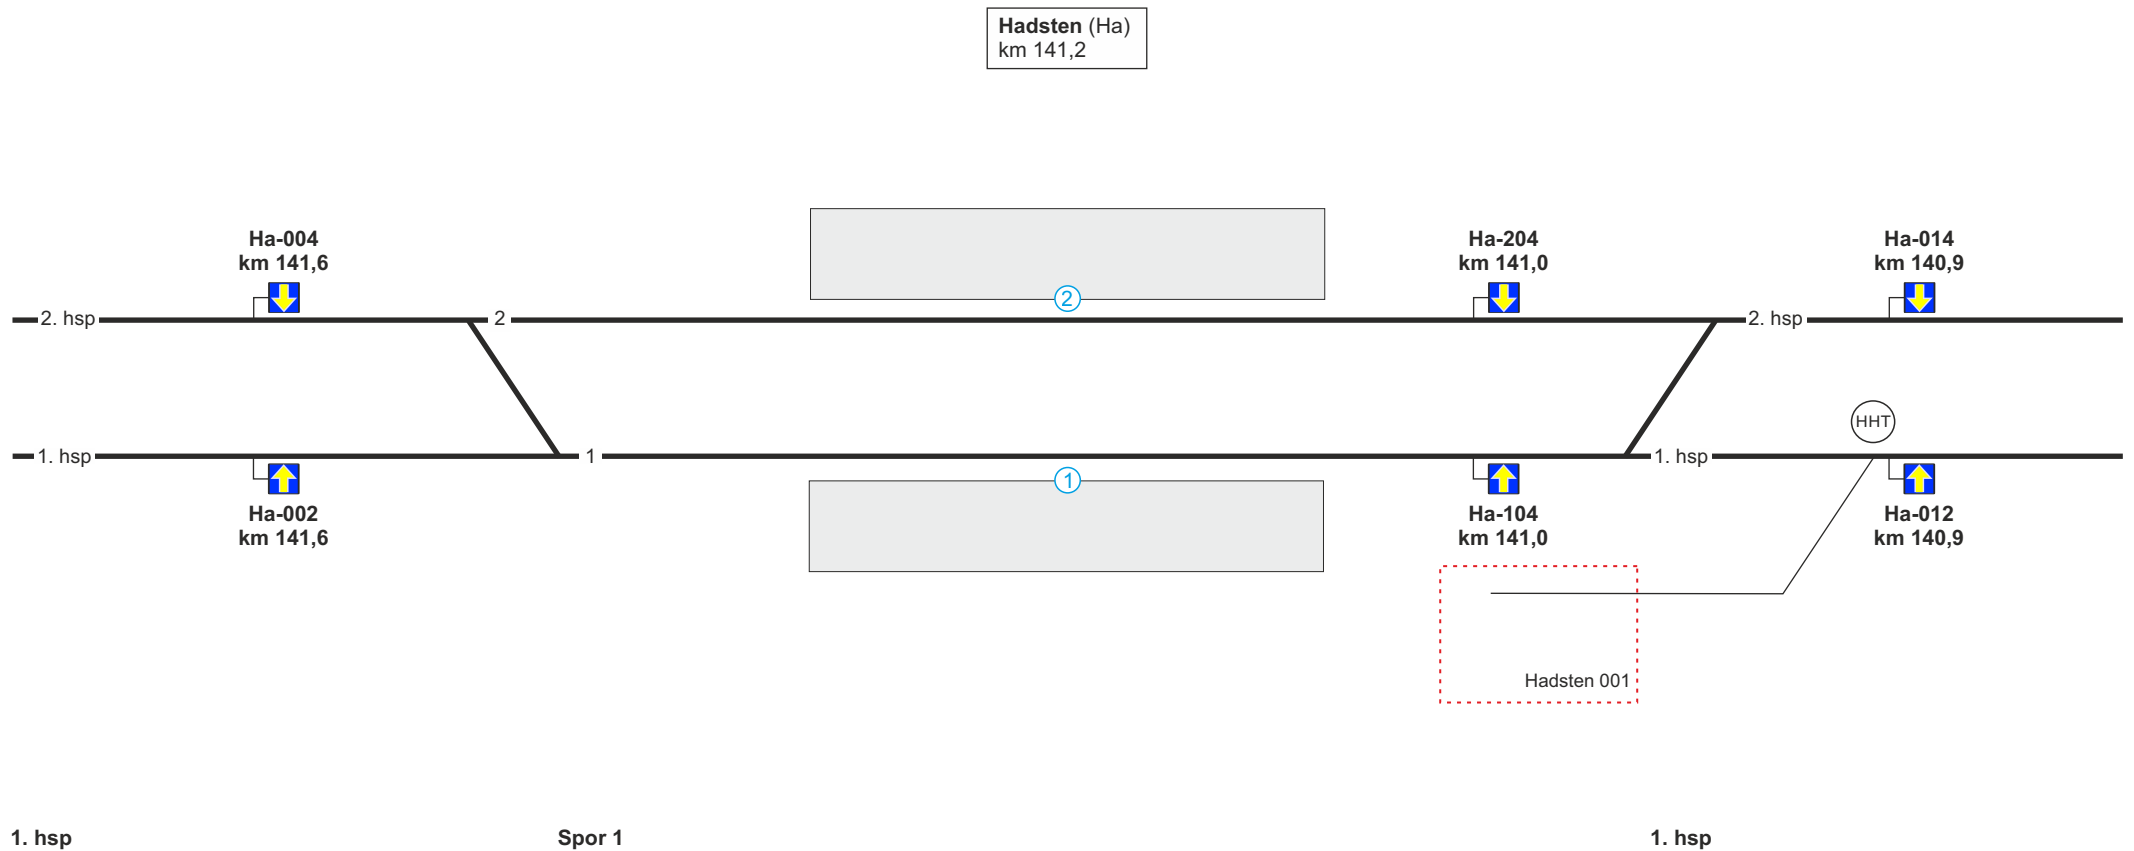 Hadsten (Ha)
km 141,2
Ha-004
km 141,6
Ha-204
km 141,0
Ha-014
km 140,9
2
2. hsp
2
2. hsp
HHT
1. hsp
1
1. hsp
1
Ha-002
km 141,6
Ha-104
km 141,0
Ha-012
km 140,9
Hadsten 001
1. hsp
Spor 1
1. hsp